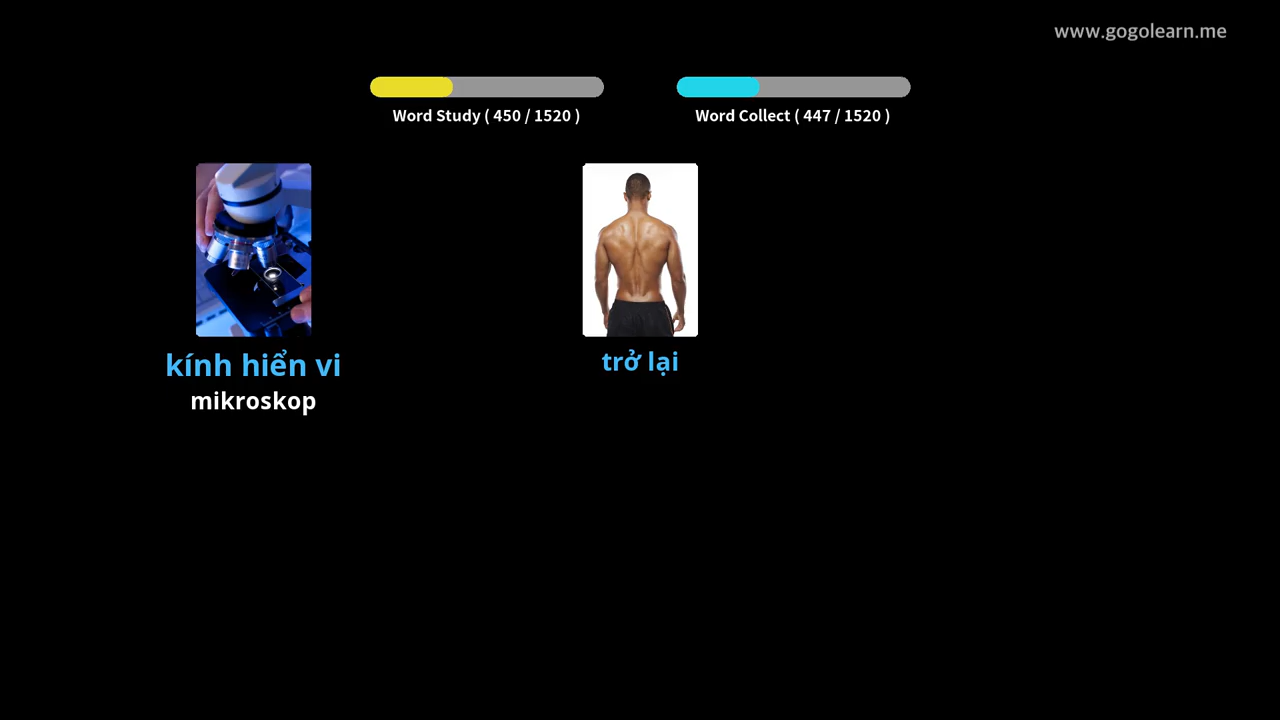 www.gogolearn.me
Word Study ( 450 / 1520 )
Word Collect ( 447 / 1520 )
kính hiển vi
mikroskop
trở lại